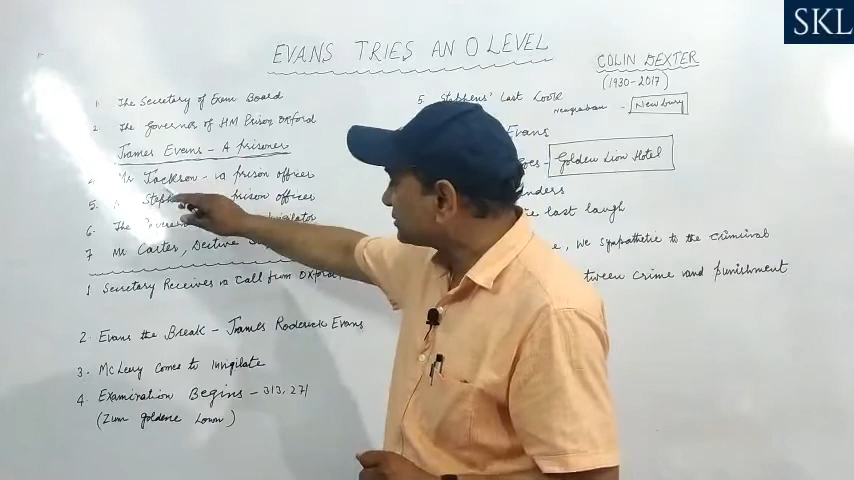 SKL
EVANS TRIES AN O LEVEL
COLIN DEXTER
(1930-2017)
1 The Secretary of Exam Board
2. The Governor of HM Prison Oxford
James Evans - A prisoner
Mr Jackson - a prison officer
5. prison officer
6. The
7 Mr Carter,
1 Secretary Receives a call from Oxford
2. Evans the Break - James Roderick Evans
3. McLeery comes to Invigilate
4. Examination Begins - 313, 271
(Zum goldene Lowen)
5. Stephens' Last Look
- Newbury
Evans
- Golden Lion Hotel
last laugh
, we sympathetic to the criminal
crime and punishment